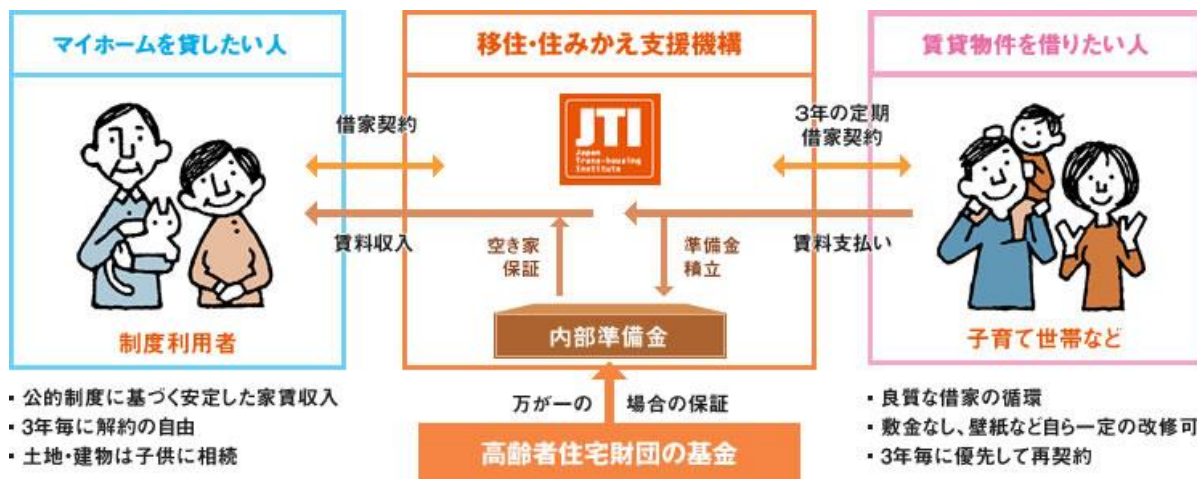 マイホームを貸したい人
移住・住みかえ支援機構
賃貸物件を借りたい人
借家契約
JTI
Japan
Trans-housing
Institute
3年の定期
借家契約
賃料収入
空き家
保証
準備金
積立
賃料支払い
内部準備金
制度利用者
子育て世帯など
▪ 公的制度に基づく安定した家賃収入
▪ 3年毎に解約の自由
▪ 土地・建物は子供に相続
万が一の 場合の保証
高齢者住宅財団の基金
▪ 良質な借家の循環
▪ 敷金なし、壁紙など自ら一定の改修可
▪ 3年毎に優先して再契約